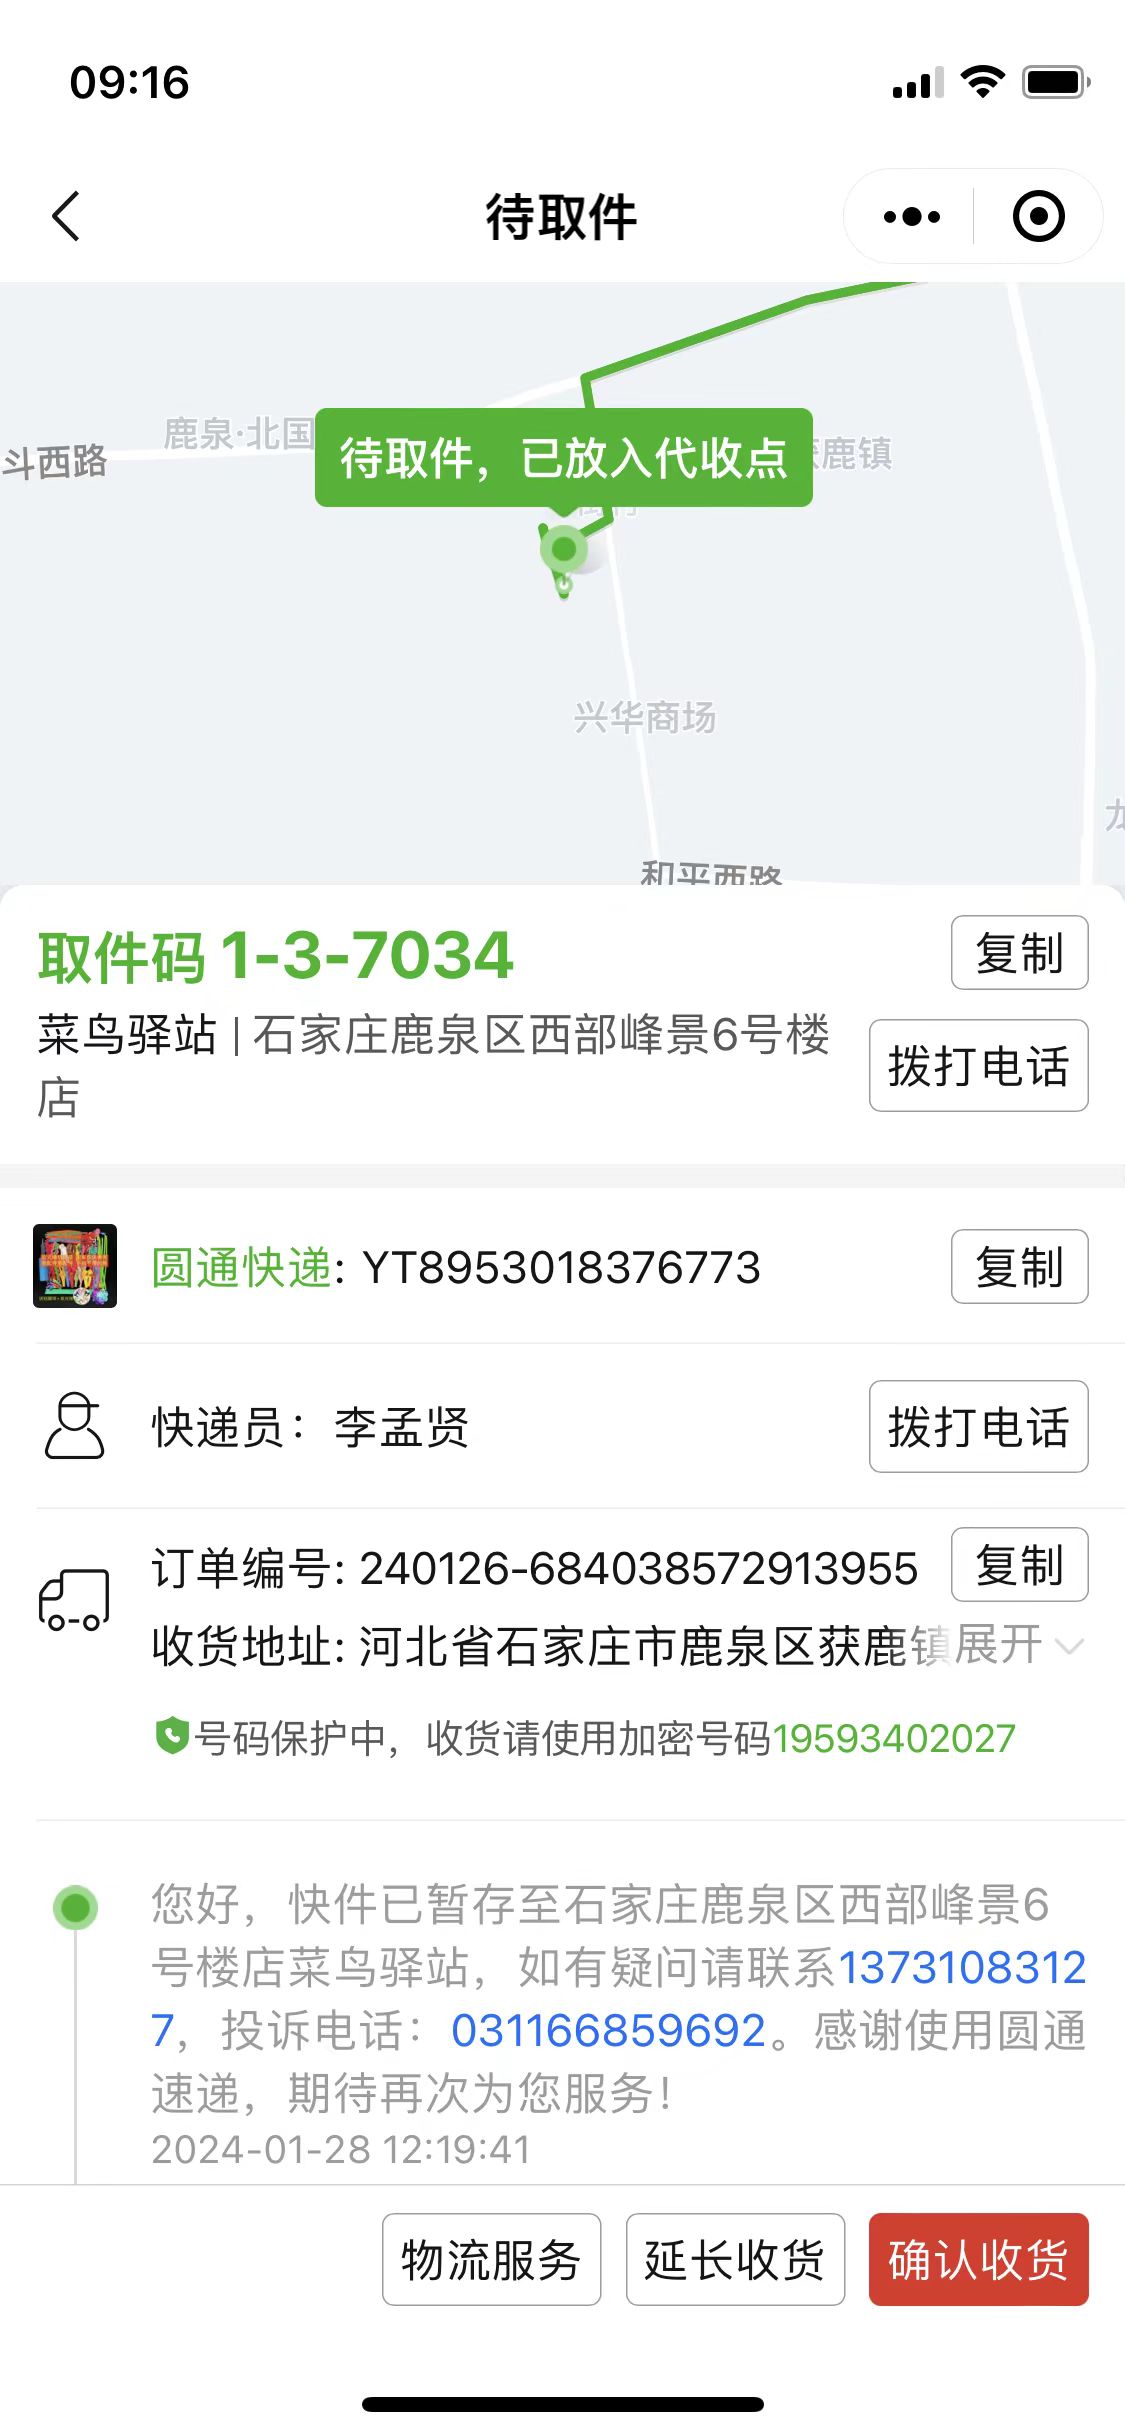 09:16
待取件
鹿泉·北国
斗西路
待取件，已放入代收点
鹿镇
兴华商场
和平西路
取件码 1-3-7034
复制
菜鸟驿站 | 石家庄鹿泉区西部峰景6号楼
店
拨打电话
圆通快递: YT8953018376773
复制
快递员：李孟贤
拨打电话
订单编号: 240126-684038572913955
复制
收货地址: 河北省石家庄市鹿泉区获鹿镇
展开
号码保护中，收货请使用加密号码19593402027
您好，快件已暂存至石家庄鹿泉区西部峰景6
号楼店菜鸟驿站，如有疑问请联系1373108312
7，投诉电话：031166859692。感谢使用圆通
速递，期待再次为您服务！
2024-01-28 12:19:41
物流服务
延长收货
确认收货